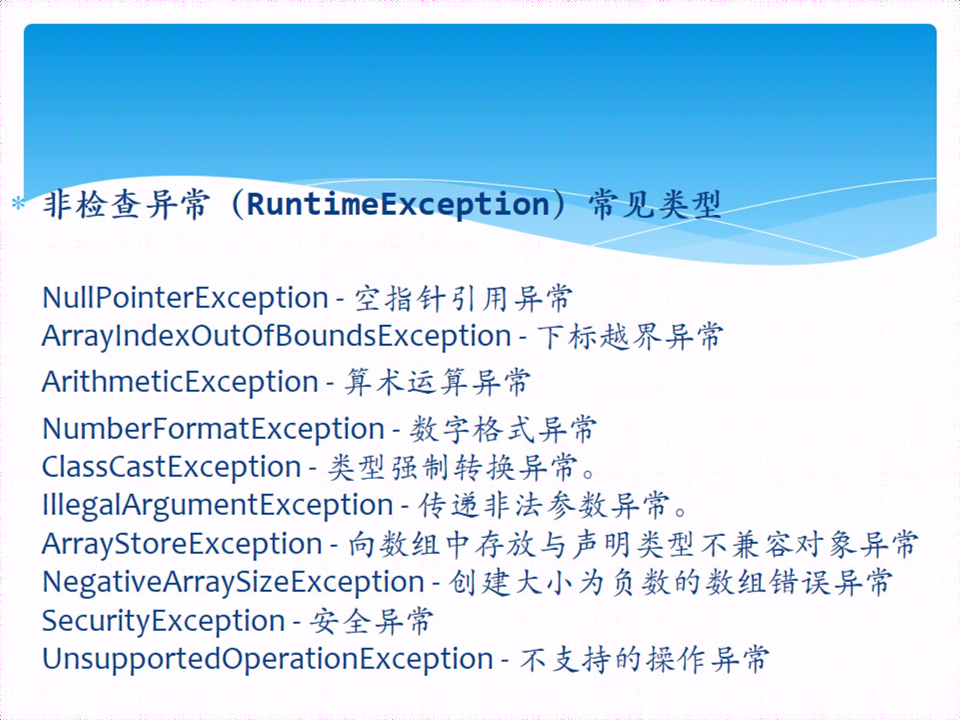 * 非检查异常（RuntimeException）常见类型
NullPointerException - 空指针引用异常
ArrayIndexOutOfBoundsException - 下标越界异常
ArithmeticException - 算术运算异常
NumberFormatException - 数字格式异常
ClassCastException - 类型强制转换异常。
IllegalArgumentException - 传递非法参数异常。
ArrayStoreException - 向数组中存放与声明类型不兼容对象异常
NegativeArraySizeException - 创建大小为负数的数组错误异常
SecurityException - 安全异常
UnsupportedOperationException - 不支持的操作异常